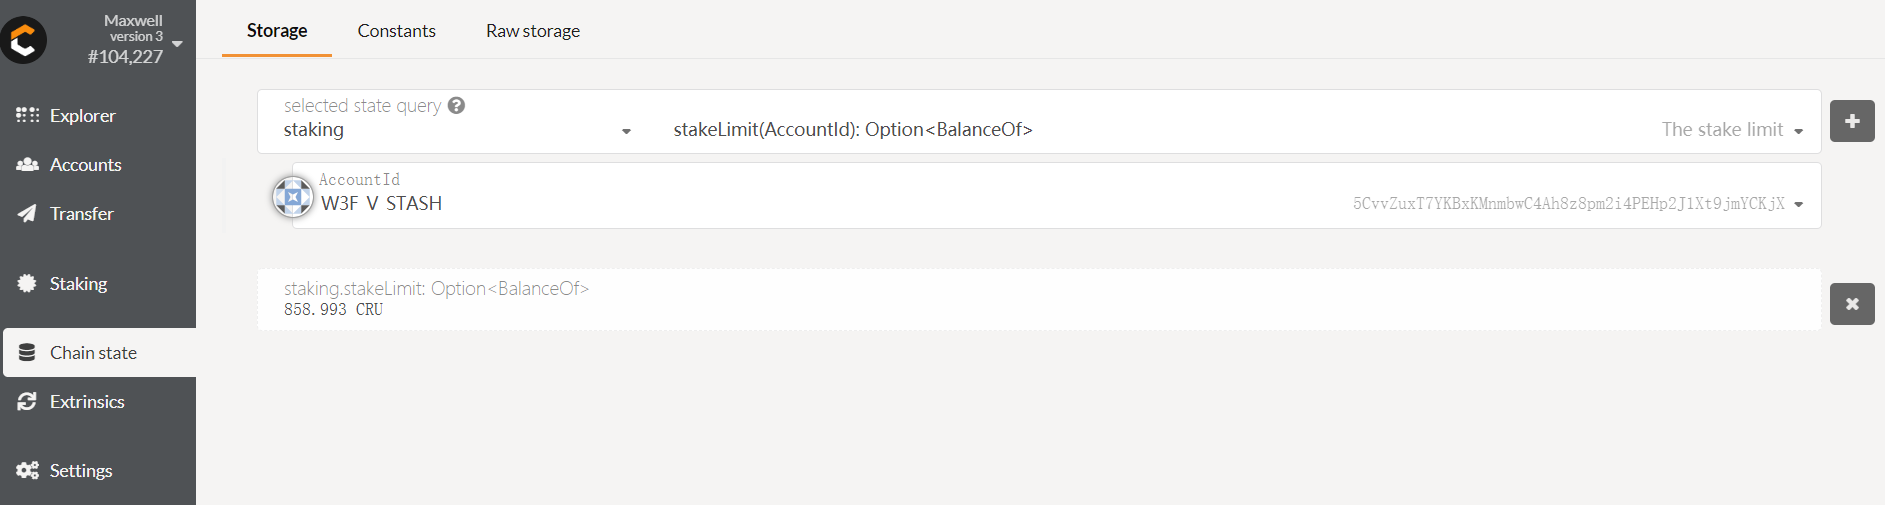 Maxwell
version 3
#104,227
Explorer
Accounts
Transfer
Staking
Chain state
Extrinsics
Settings
Storage Constants Raw storage
selected state query
staking stakeLimit(AccountId): Option<BalanceOf> The stake limit
AccountId
W3F V STASH 5CvvZuxT7YKBxKMnmbwC4Ah8z8pm2i4PEHp2J1Xt9jmYCKjX
staking.stakeLimit: Option<BalanceOf>
858.993 CRU